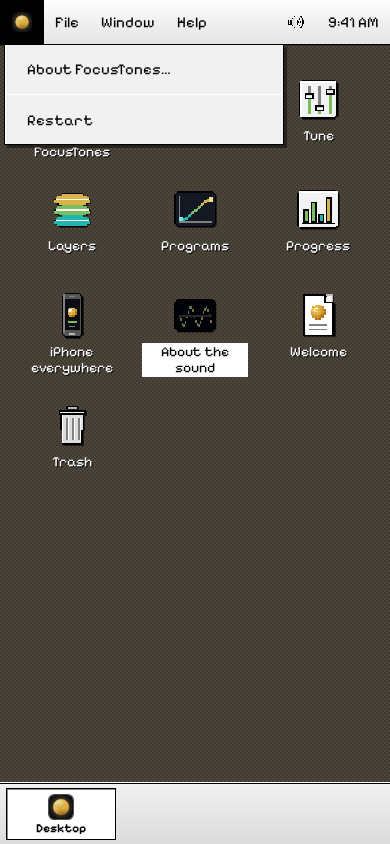 File Window Help 9:41 AM
About FocusTones...
Restart
Tune
FocusTones
Layers
Programs
Progress
iPhone
everywhere
About the
sound
Welcome
Trash
Desktop